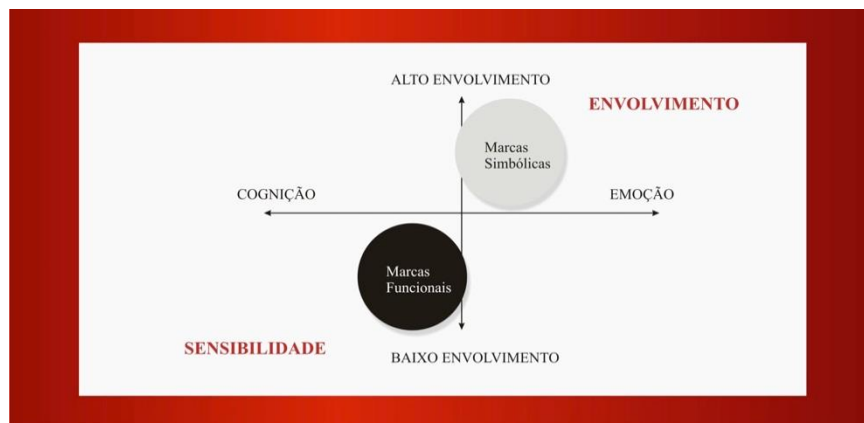 ALTO ENVOLVIMENTO
ENVOLVIMENTO
Marcas
Simbólicas
COGNIÇÃO
EMOÇÃO
Marcas
Funcionais
SENSIBILIDADE
BAIXO ENVOLVIMENTO